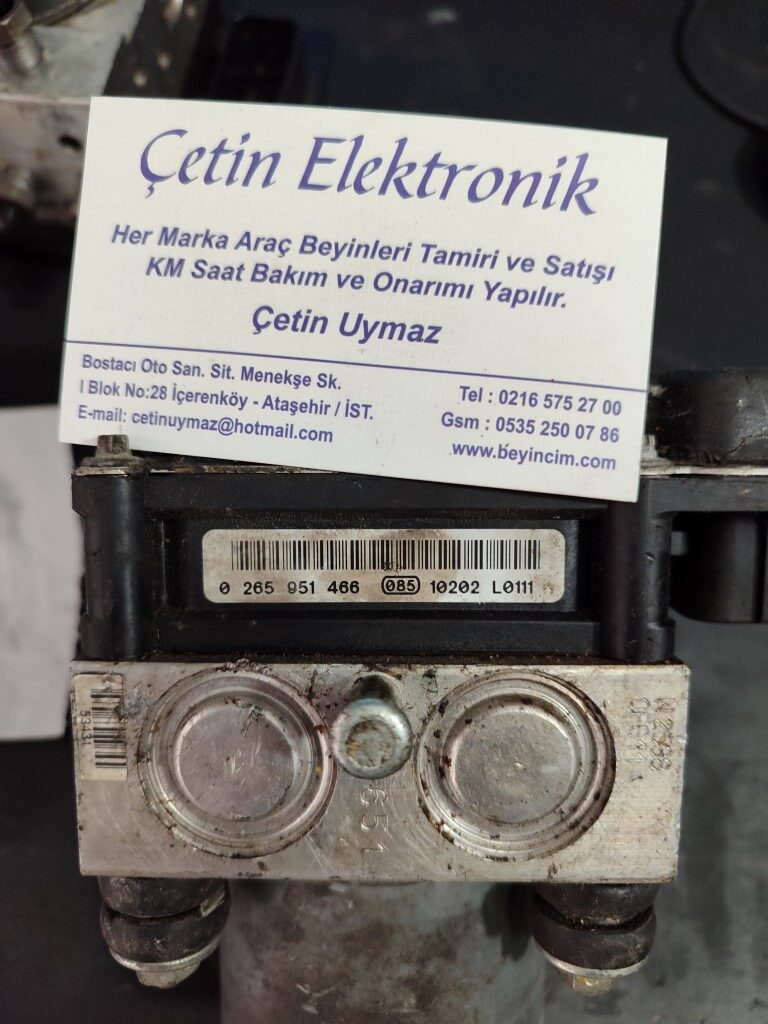 Çetin Elektronik
Her Marka Araç Beyinleri Tamiri ve Satışı
KM Saat Bakım ve Onarımı Yapılır.
Çetin Uymaz
Bostacı Oto San. Sit. Menekşe Sk.
I Blok No:28 İçerenköy - Ataşehir / İST.
E-mail: cetinuymaz@hotmail.com
Tel : 0216 575 27 00
Gsm : 0535 250 07 86
www.beyincim.com
0 265 951 466 085 10202 L0111
53431
651